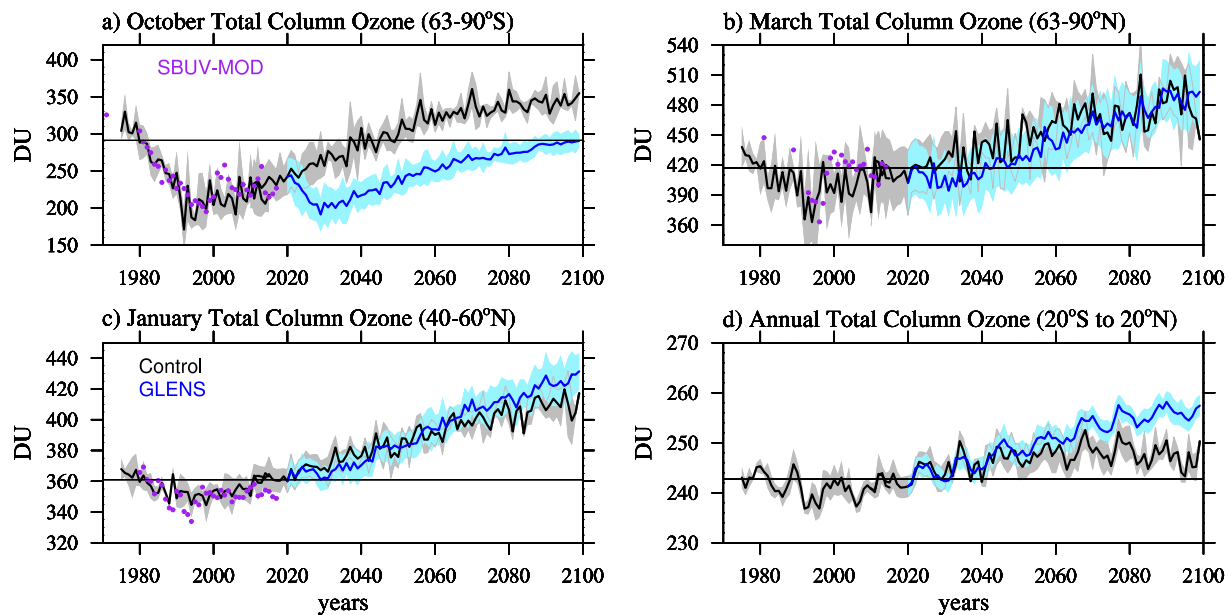 a) October Total Column Ozone (63-90°S)
b) March Total Column Ozone (63-90°N)
SBUV-MOD
DU
400
350
300
250
200
150
1980 2000 2020 2040 2060 2080 2100
DU
540
510
480
450
420
390
360
1980 2000 2020 2040 2060 2080 2100
c) January Total Column Ozone (40-60°N)
d) Annual Total Column Ozone (20°S to 20°N)
Control
GLENS
DU
440
420
400
380
360
340
320
1980 2000 2020 2040 2060 2080 2100
years
DU
270
260
250
240
230
1980 2000 2020 2040 2060 2080 2100
years